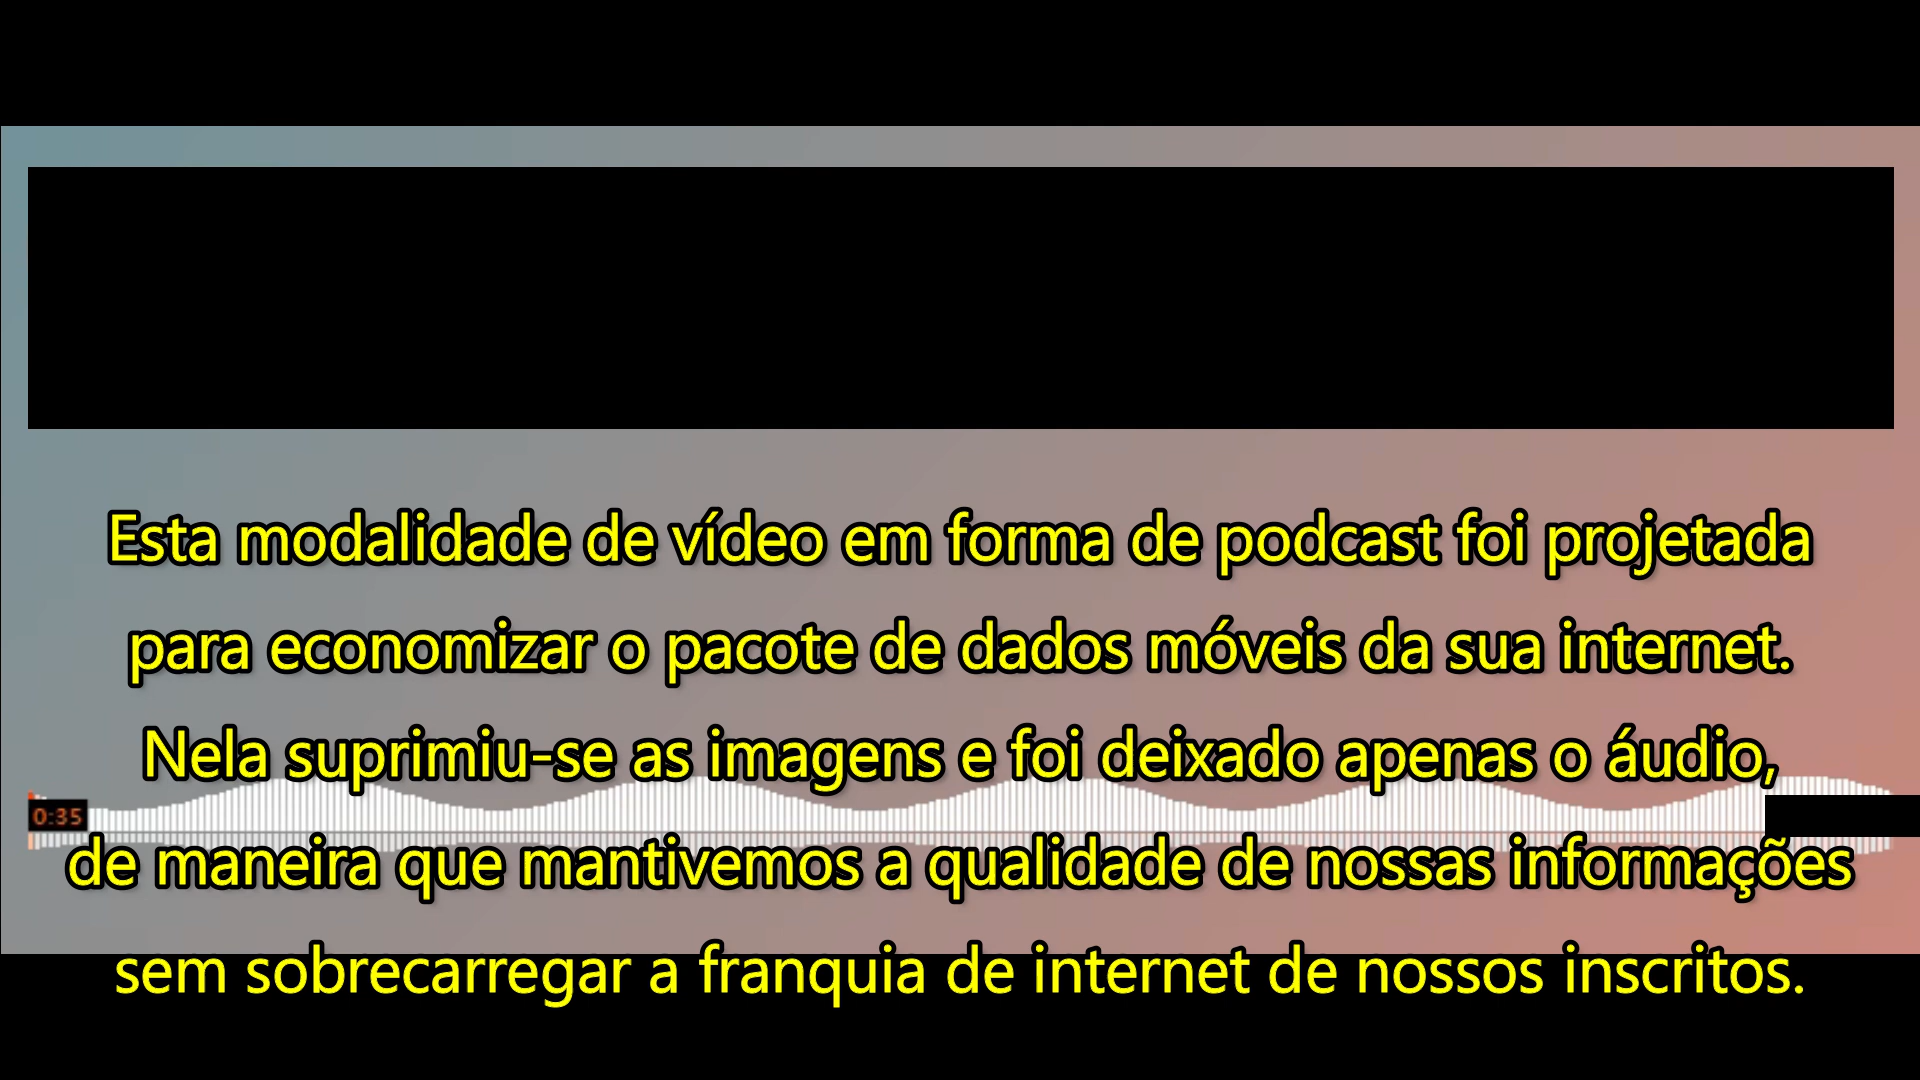 Esta modalidade de vídeo em forma de podcast foi projetada
para economizar o pacote de dados móveis da sua internet.
Nela suprimiu-se as imagens e foi deixado apenas o áudio,
0:35
de maneira que mantivemos a qualidade de nossas informações
sem sobrecarregar a franquia de internet de nossos inscritos.